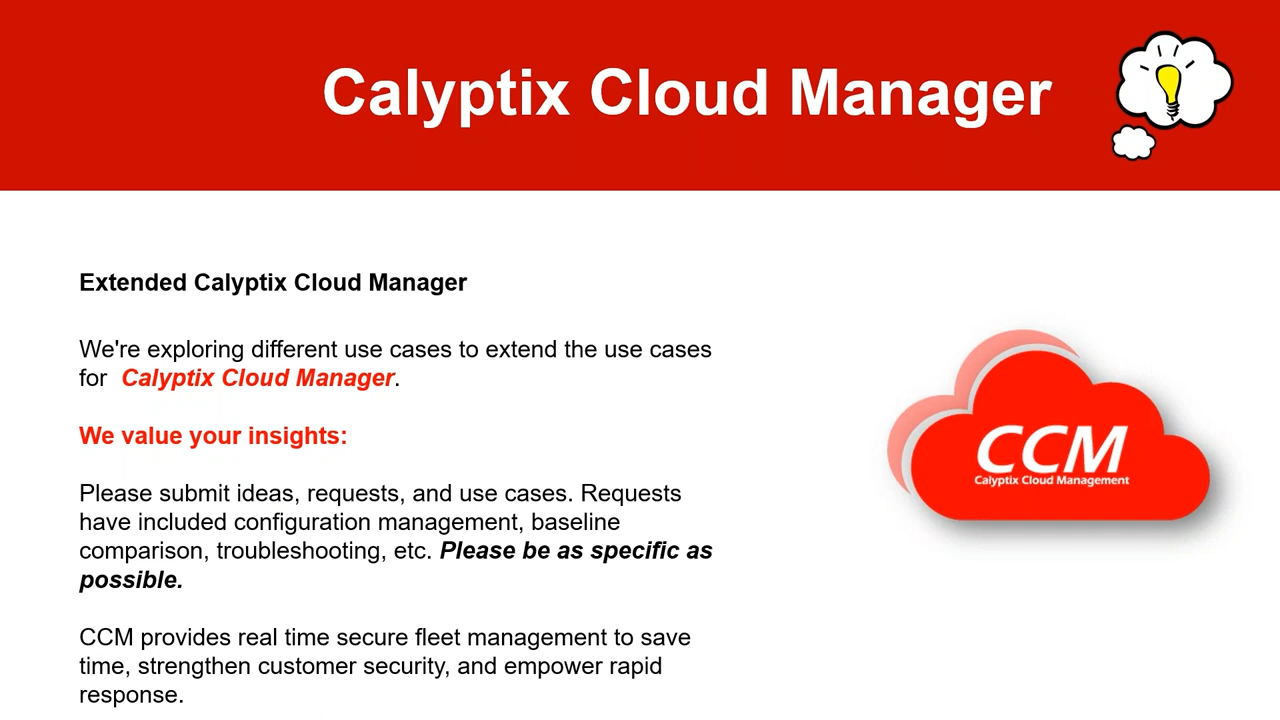 Calyptix Cloud Manager
Extended Calyptix Cloud Manager
We're exploring different use cases to extend the use cases
for Calyptix Cloud Manager.
We value your insights:
Please submit ideas, requests, and use cases. Requests
have included configuration management, baseline
comparison, troubleshooting, etc. Please be as specific as
possible.
CCM provides real time secure fleet management to save
time, strengthen customer security, and empower rapid
response.
CCM
Calyptix Cloud Management